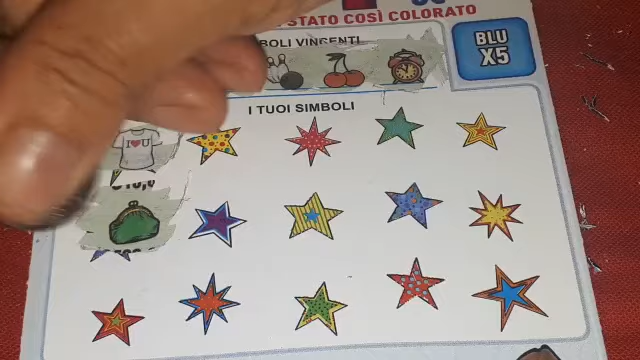 STATO COSÌ COLORATO
BOLI VINCENTI
BLU
X5
I TUOI SIMBOLI
I ♥ U